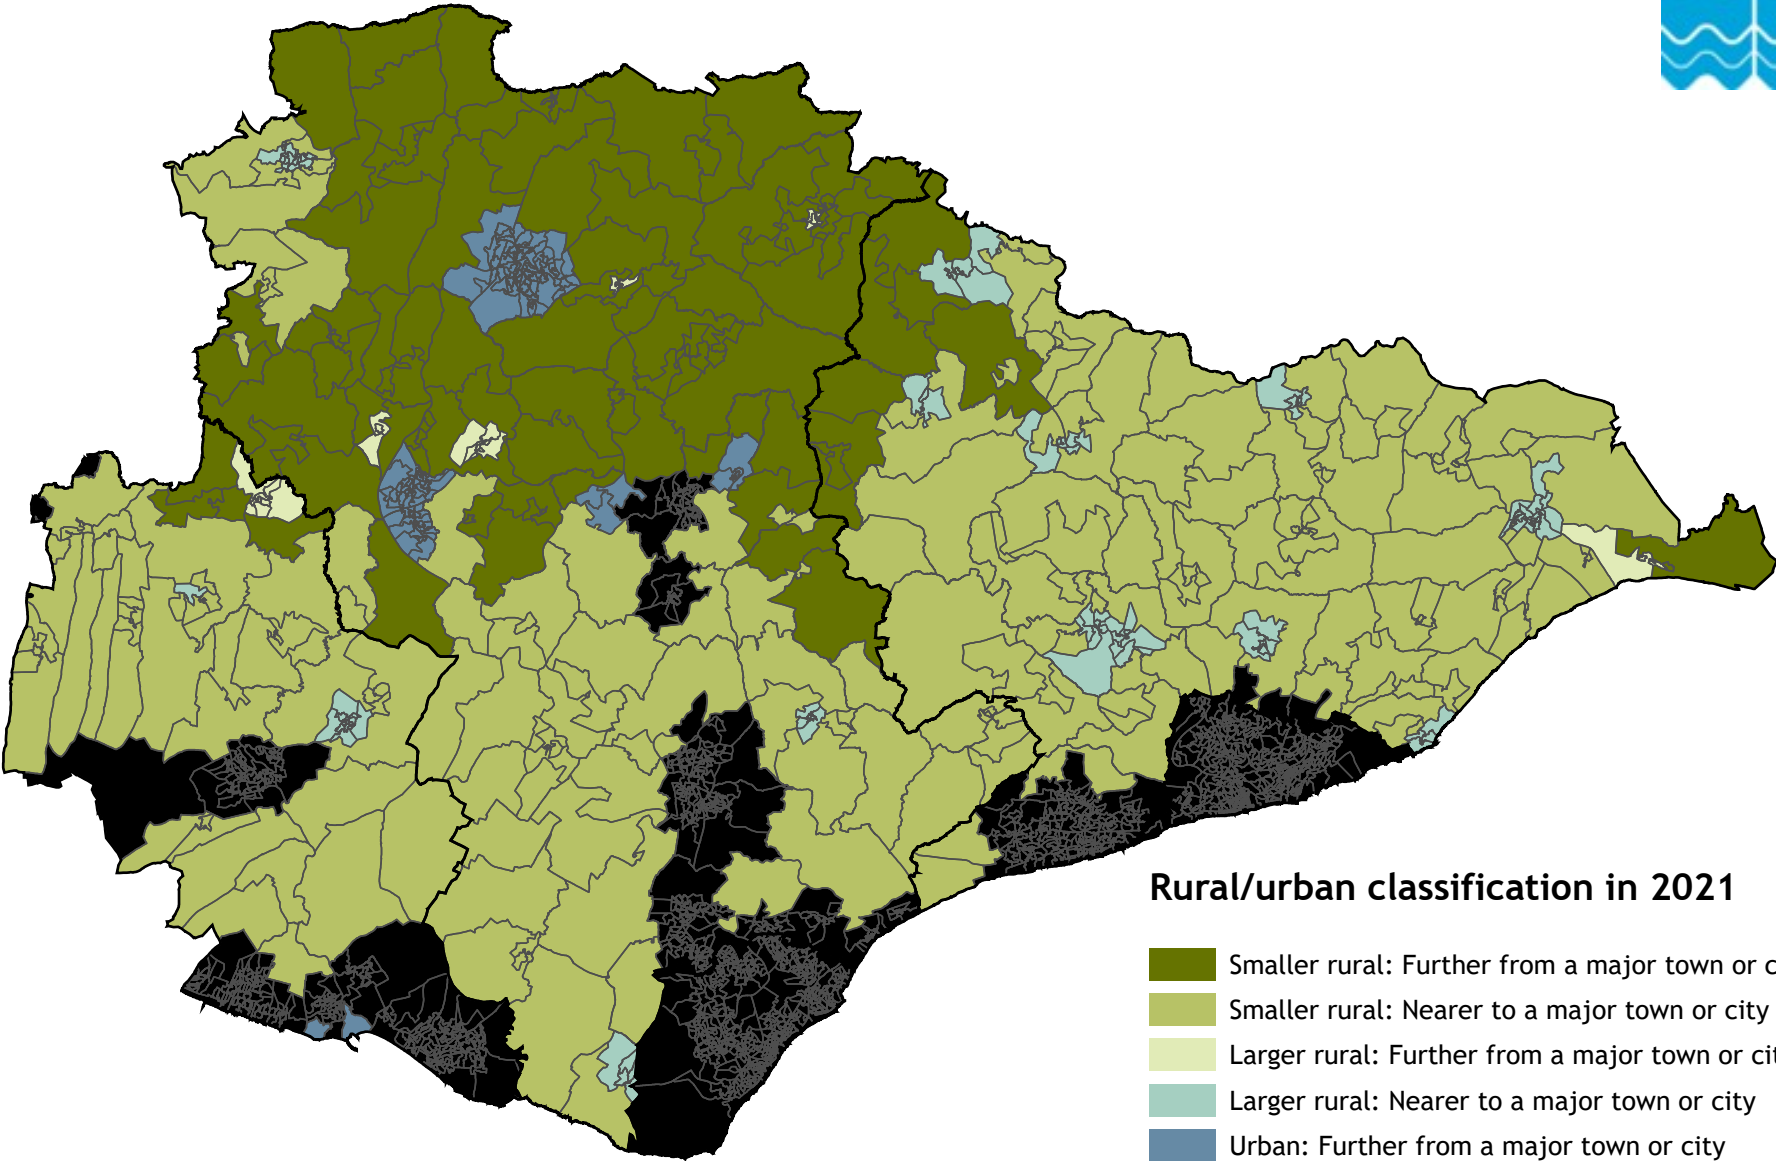 Rural/urban classification in 2021
Smaller rural: Further from a major town or c
Smaller rural: Nearer to a major town or city
Larger rural: Further from a major town or cit
Larger rural: Nearer to a major town or city
Urban: Further from a major town or city